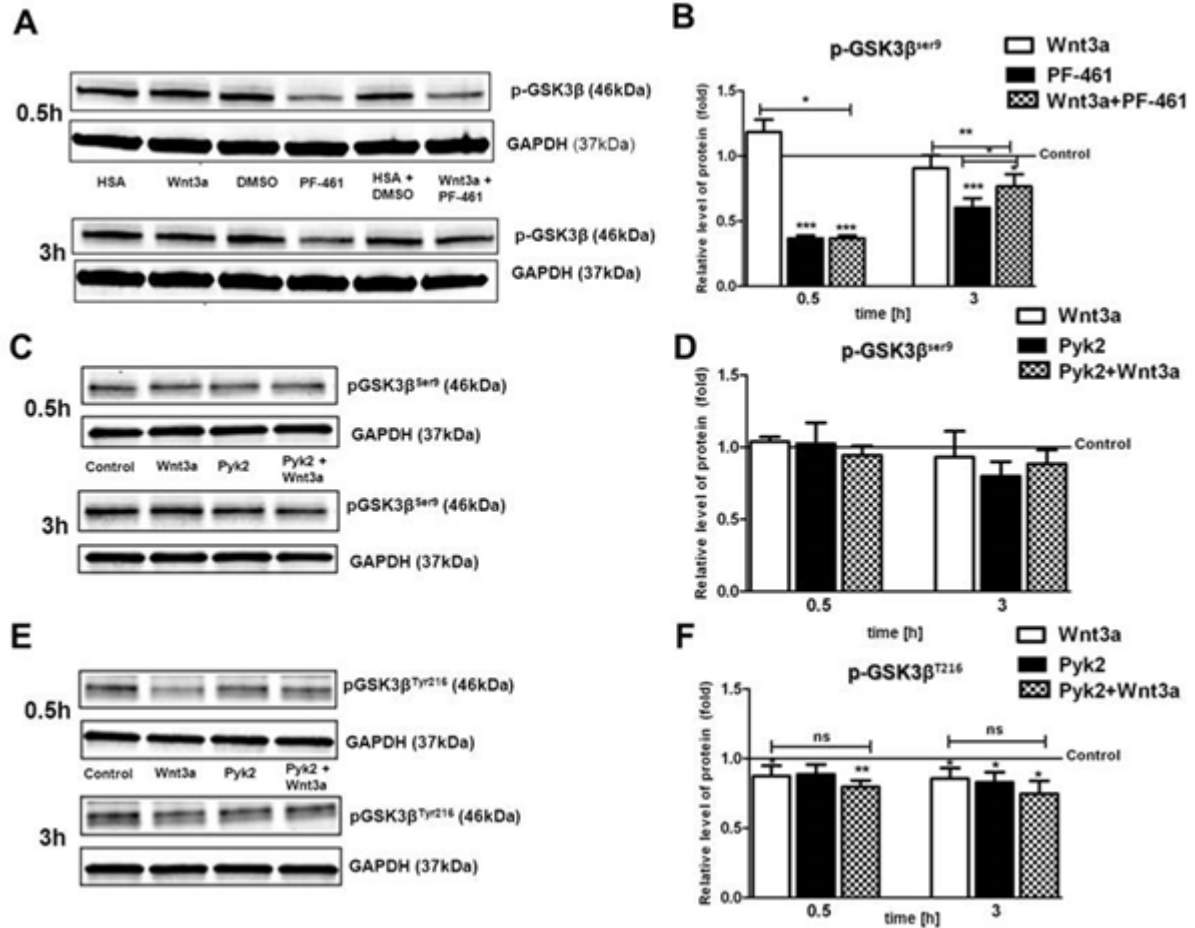 A
0.5h
p-GSK3β (46kDa)
GAPDH (37kDa)
HSA Wnt3a DMSO PF-461 HSA + DMSO Wnt3a + PF-461
3h
p-GSK3β (46kDa)
GAPDH (37kDa)
B
p-GSK3βser9
Wnt3a
PF-461
Wnt3a+PF-461
Relative level of protein (fold)
1.5
1.0
0.5
0.0
* *** *** ** * *** *
Control
0.5 3
time [h]
C
0.5h
pGSK3βSer9 (46kDa)
GAPDH (37kDa)
Control Wnt3a Pyk2 Pyk2 + Wnt3a
3h
pGSK3βSer9 (46kDa)
GAPDH (37kDa)
D
p-GSK3βser9
Wnt3a
Pyk2
Pyk2+Wnt3a
Relative level of protein (fold)
1.5
1.0
0.5
0.0
Control
0.5 3
time [h]
E
0.5h
pGSK3βTyr216 (46kDa)
GAPDH (37kDa)
Control Wnt3a Pyk2 Pyk2 + Wnt3a
3h
pGSK3βTyr216 (46kDa)
GAPDH (37kDa)
F
p-GSK3βT216
Wnt3a
Pyk2
Pyk2+Wnt3a
Relative level of protein (fold)
1.5
1.0
0.5
0.0
ns ns
* ** * * *
Control
0.5 3
time [h]